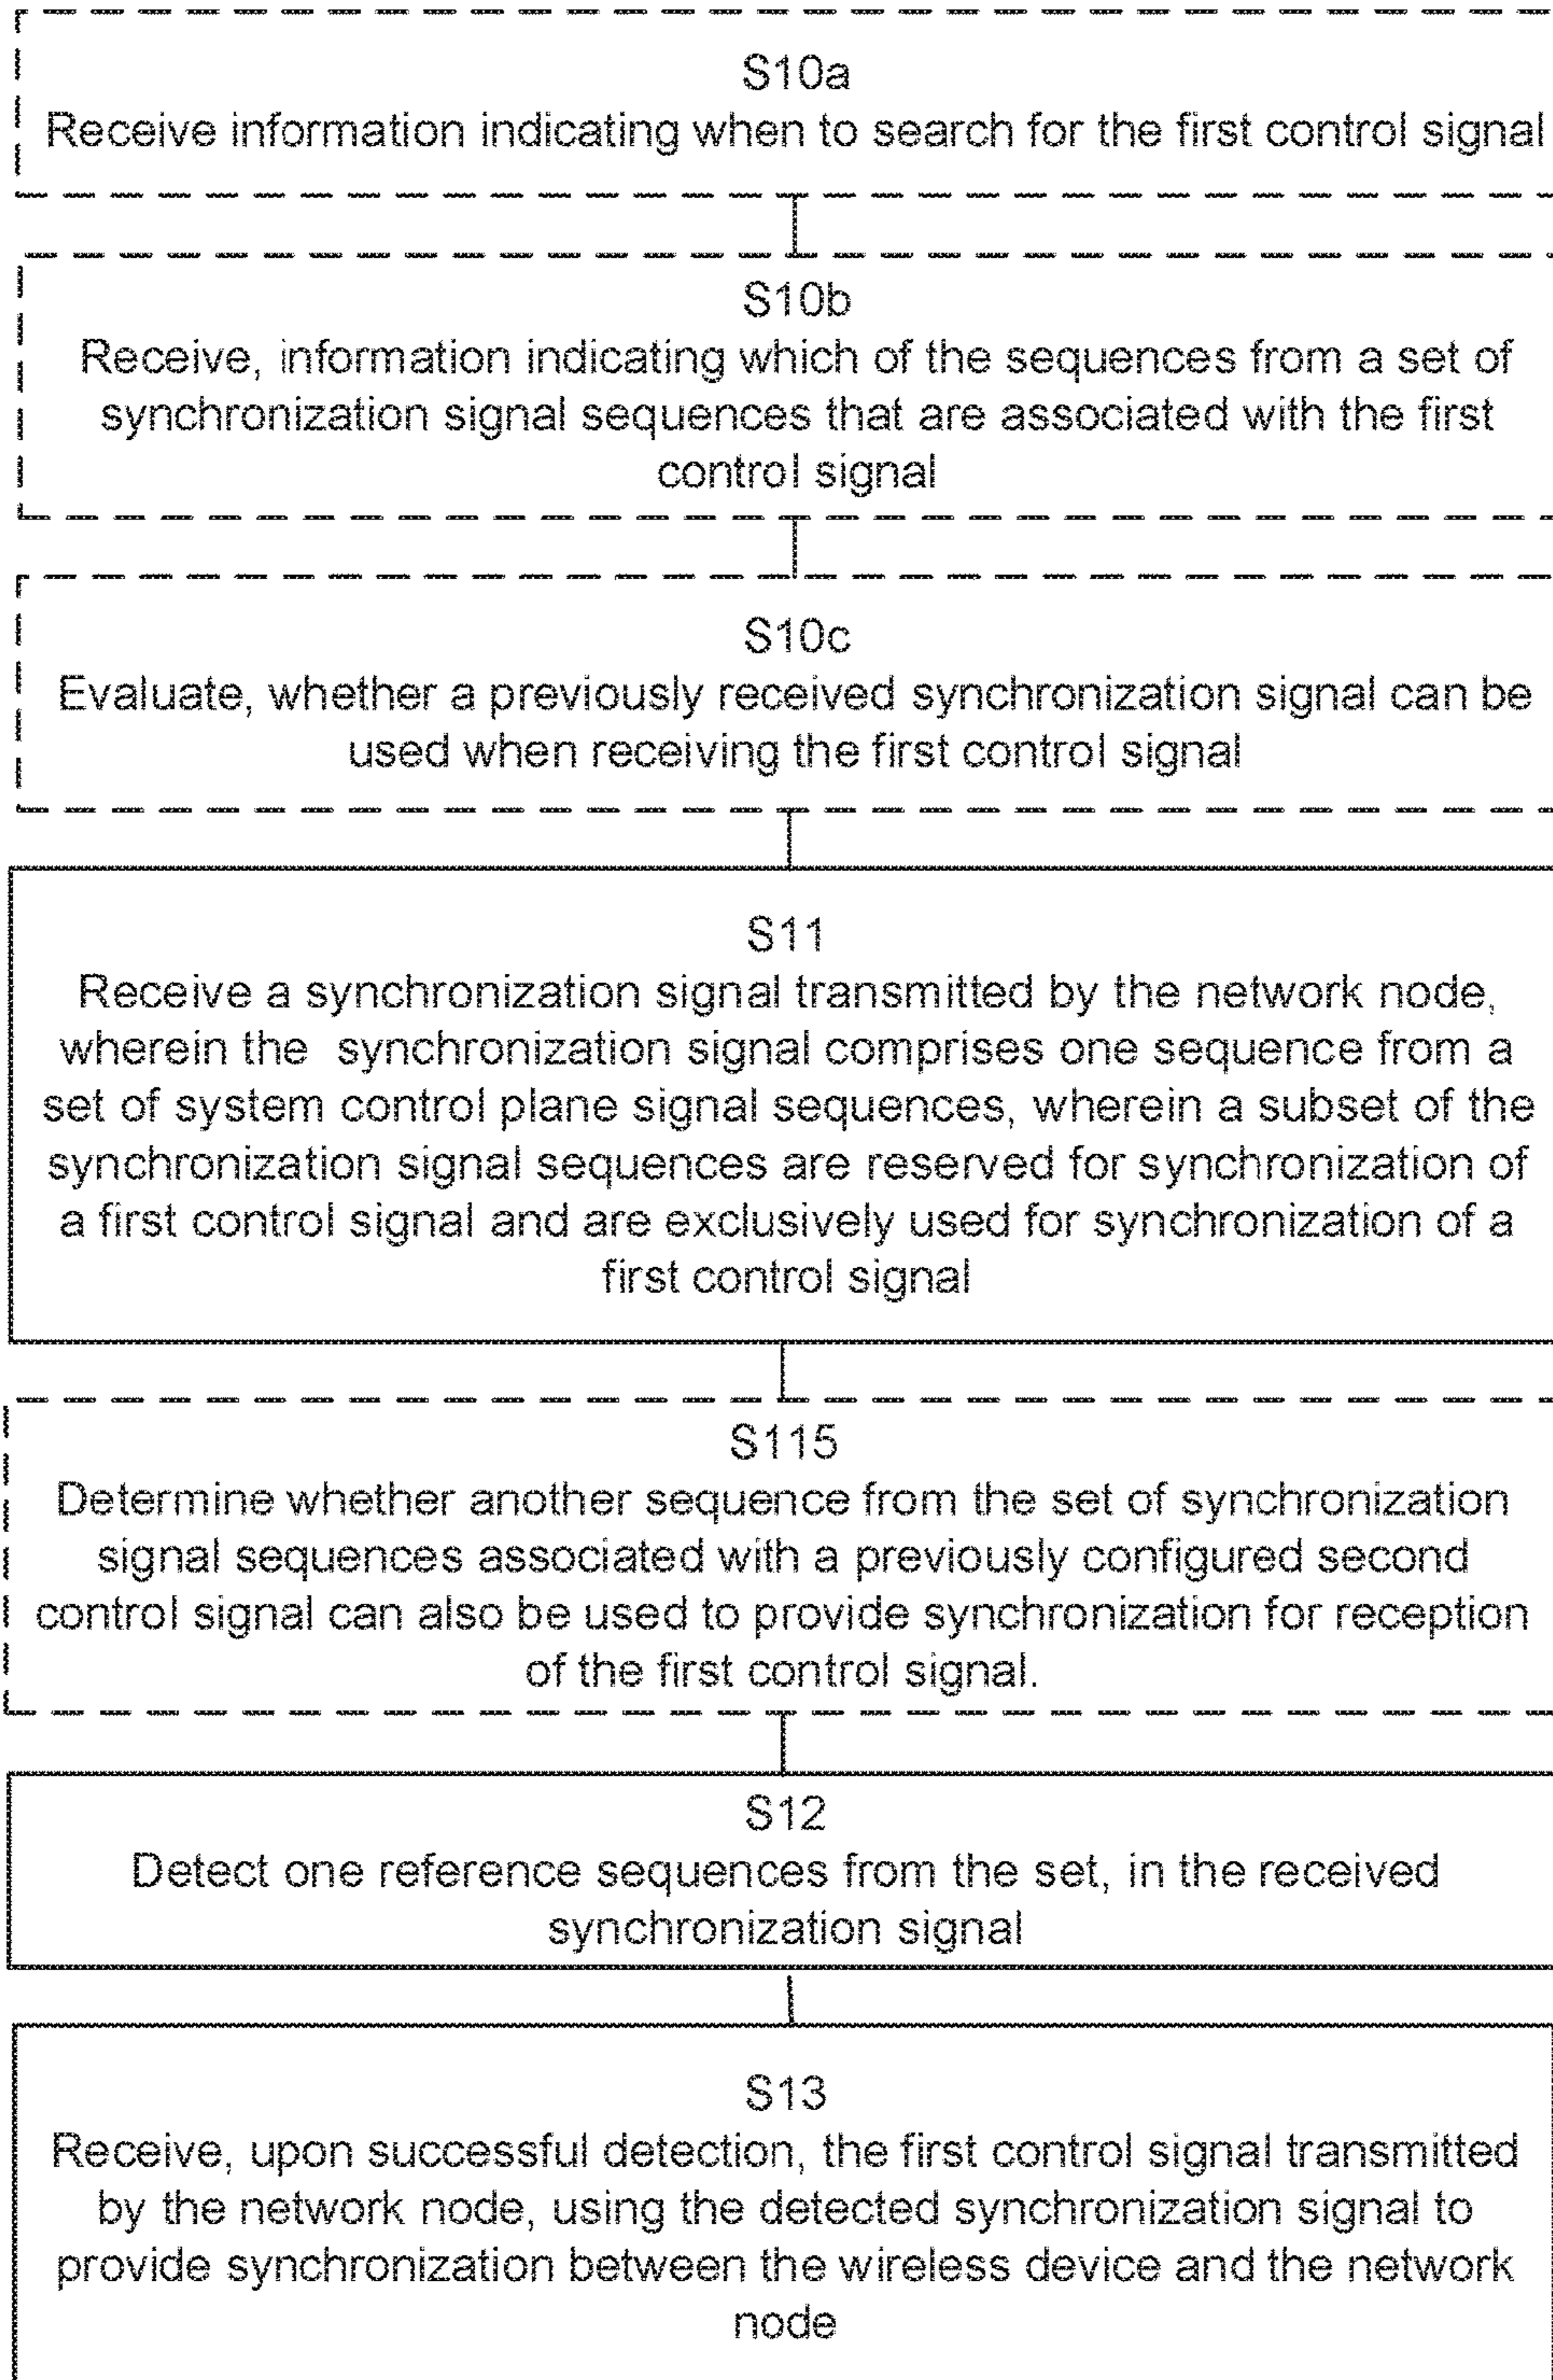 S10a
Receive information indicating when to search for the first control signal
S10b
Receive, information indicating which of the sequences from a set of
synchronization signal sequences that are associated with the first
control signal
S10c
Evaluate, whether a previously received synchronization signal can be
used when receiving the first control signal
S11
Receive a synchronization signal transmitted by the network node,
wherein the synchronization signal comprises one sequence from a
set of system control plane signal sequences, wherein a subset of the
synchronization signal sequences are reserved for synchronization of
a first control signal and are exclusively used for synchronization of a
first control signal
S115
Determine whether another sequence from the set of synchronization
signal sequences associated with a previously configured second
control signal can also be used to provide synchronization for reception
of the first control signal.
S12
Detect one reference sequences from the set, in the received
synchronization signal
S13
Receive, upon successful detection, the first control signal transmitted
by the network node, using the detected synchronization signal to
provide synchronization between the wireless device and the network
node